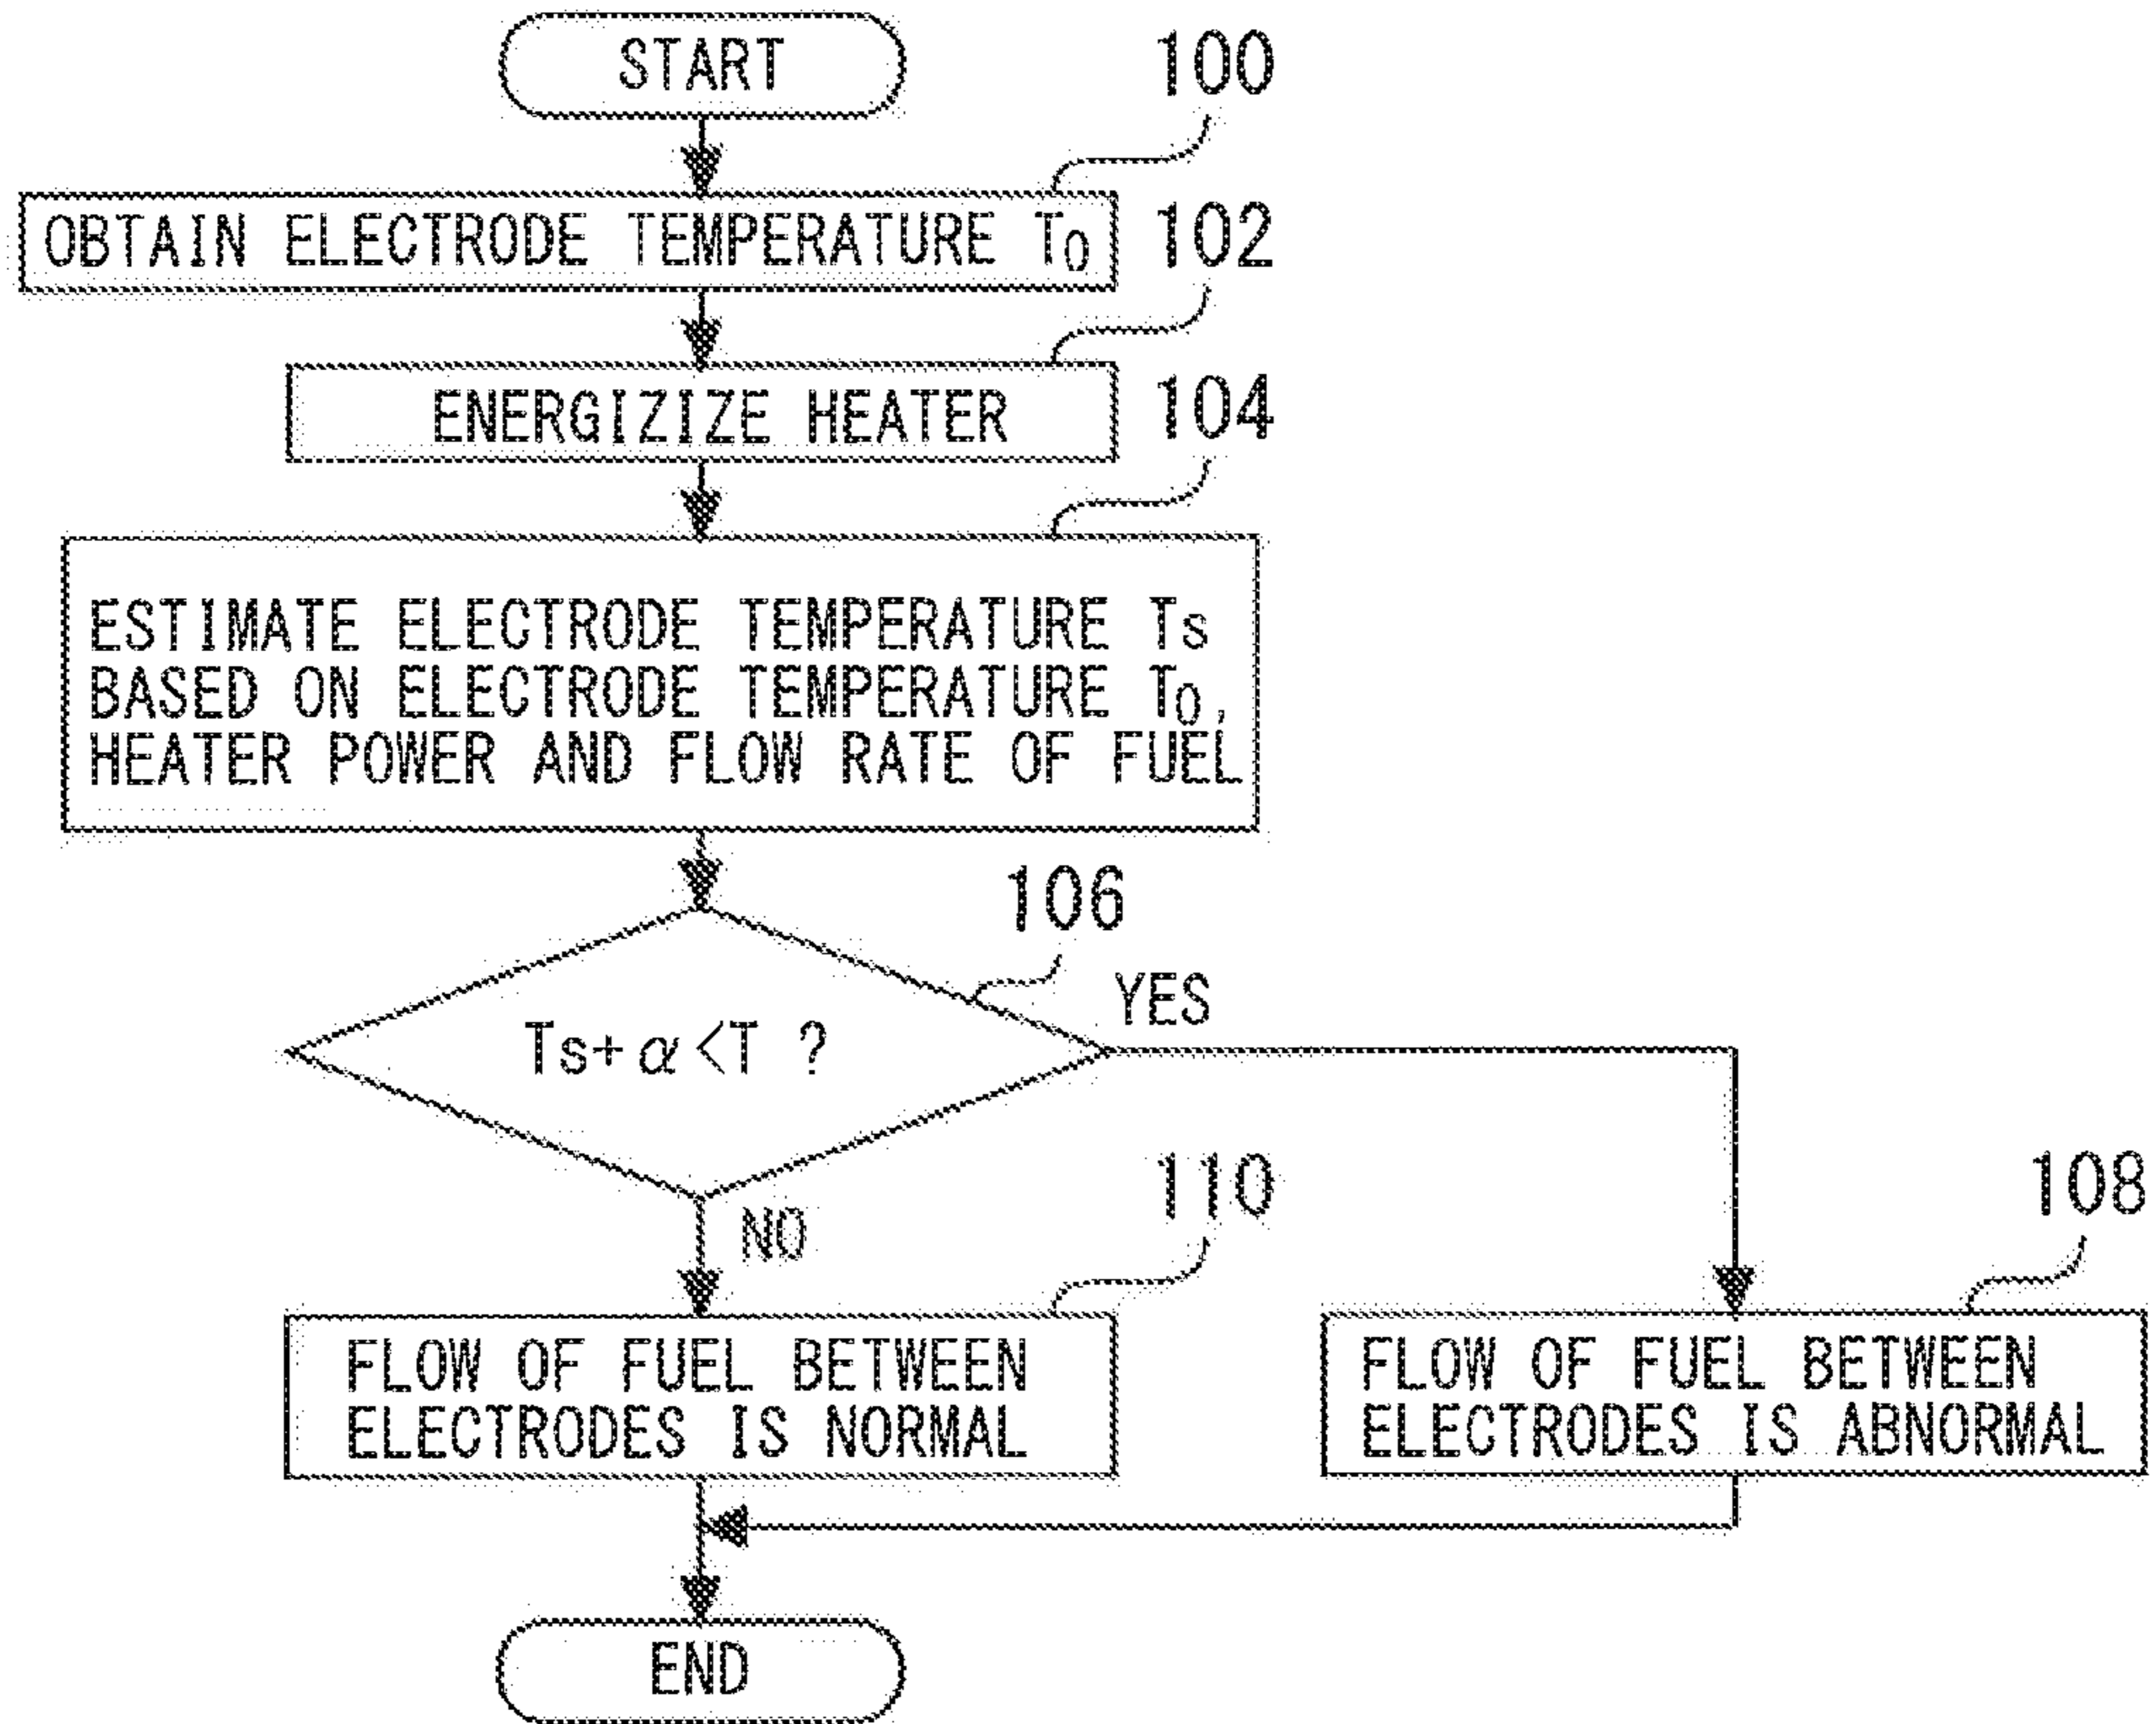 START
100
OBTAIN ELECTRODE TEMPERATURE T0
102
ENERGIZIZE HEATER
104
ESTIMATE ELECTRODE TEMPERATURE Ts
BASED ON ELECTRODE TEMPERATURE T0,
HEATER POWER AND FLOW RATE OF FUEL
106
Ts+α<T ?
YES
NO
110
FLOW OF FUEL BETWEEN
ELECTRODES IS NORMAL
108
FLOW OF FUEL BETWEEN
ELECTRODES IS ABNORMAL
END